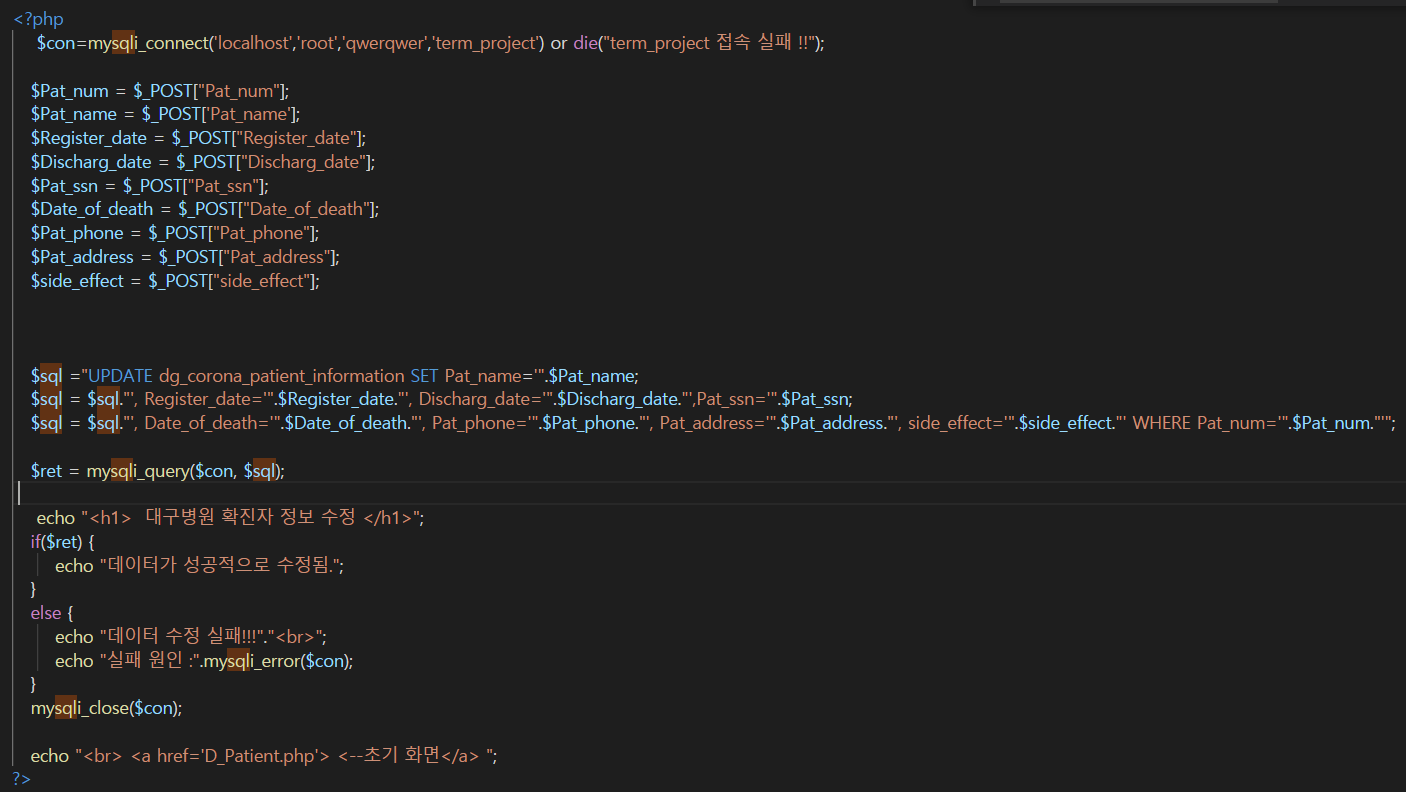 <?php
$con=mysqli_connect('localhost','root','qwerqwer','term_project') or die("term_project 접속 실패 !!");
$Pat_num = $_POST["Pat_num"];
$Pat_name = $_POST['Pat_name'];
$Register_date = $_POST["Register_date"];
$Discharg_date = $_POST["Discharg_date"];
$Pat_ssn = $_POST["Pat_ssn"];
$Date_of_death = $_POST["Date_of_death"];
$Pat_phone = $_POST["Pat_phone"];
$Pat_address = $_POST["Pat_address"];
$side_effect = $_POST["side_effect"];
$sql ="UPDATE dg_corona_patient_information SET Pat_name='".$Pat_name;
$sql = $sql."', Register_date='".$Register_date."', Discharg_date='".$Discharg_date."',Pat_ssn='".$Pat_ssn;
$sql = $sql."', Date_of_death='".$Date_of_death."', Pat_phone='".$Pat_phone."', Pat_address='".$Pat_address."', side_effect='".$side_effect."' WHERE Pat_num='".$Pat_num."'";
$ret = mysqli_query($con, $sql);
echo "<h1>  대구병원 확진자 정보 수정 </h1>";
if($ret) {
echo "데이터가 성공적으로 수정됨.";
}
else {
echo "데이터 수정 실패!!!"."<br>";
echo "실패 원인 :".mysqli_error($con);
}
mysqli_close($con);
echo "<br> <a href='D_Patient.php'> <--초기 화면</a> ";
?>